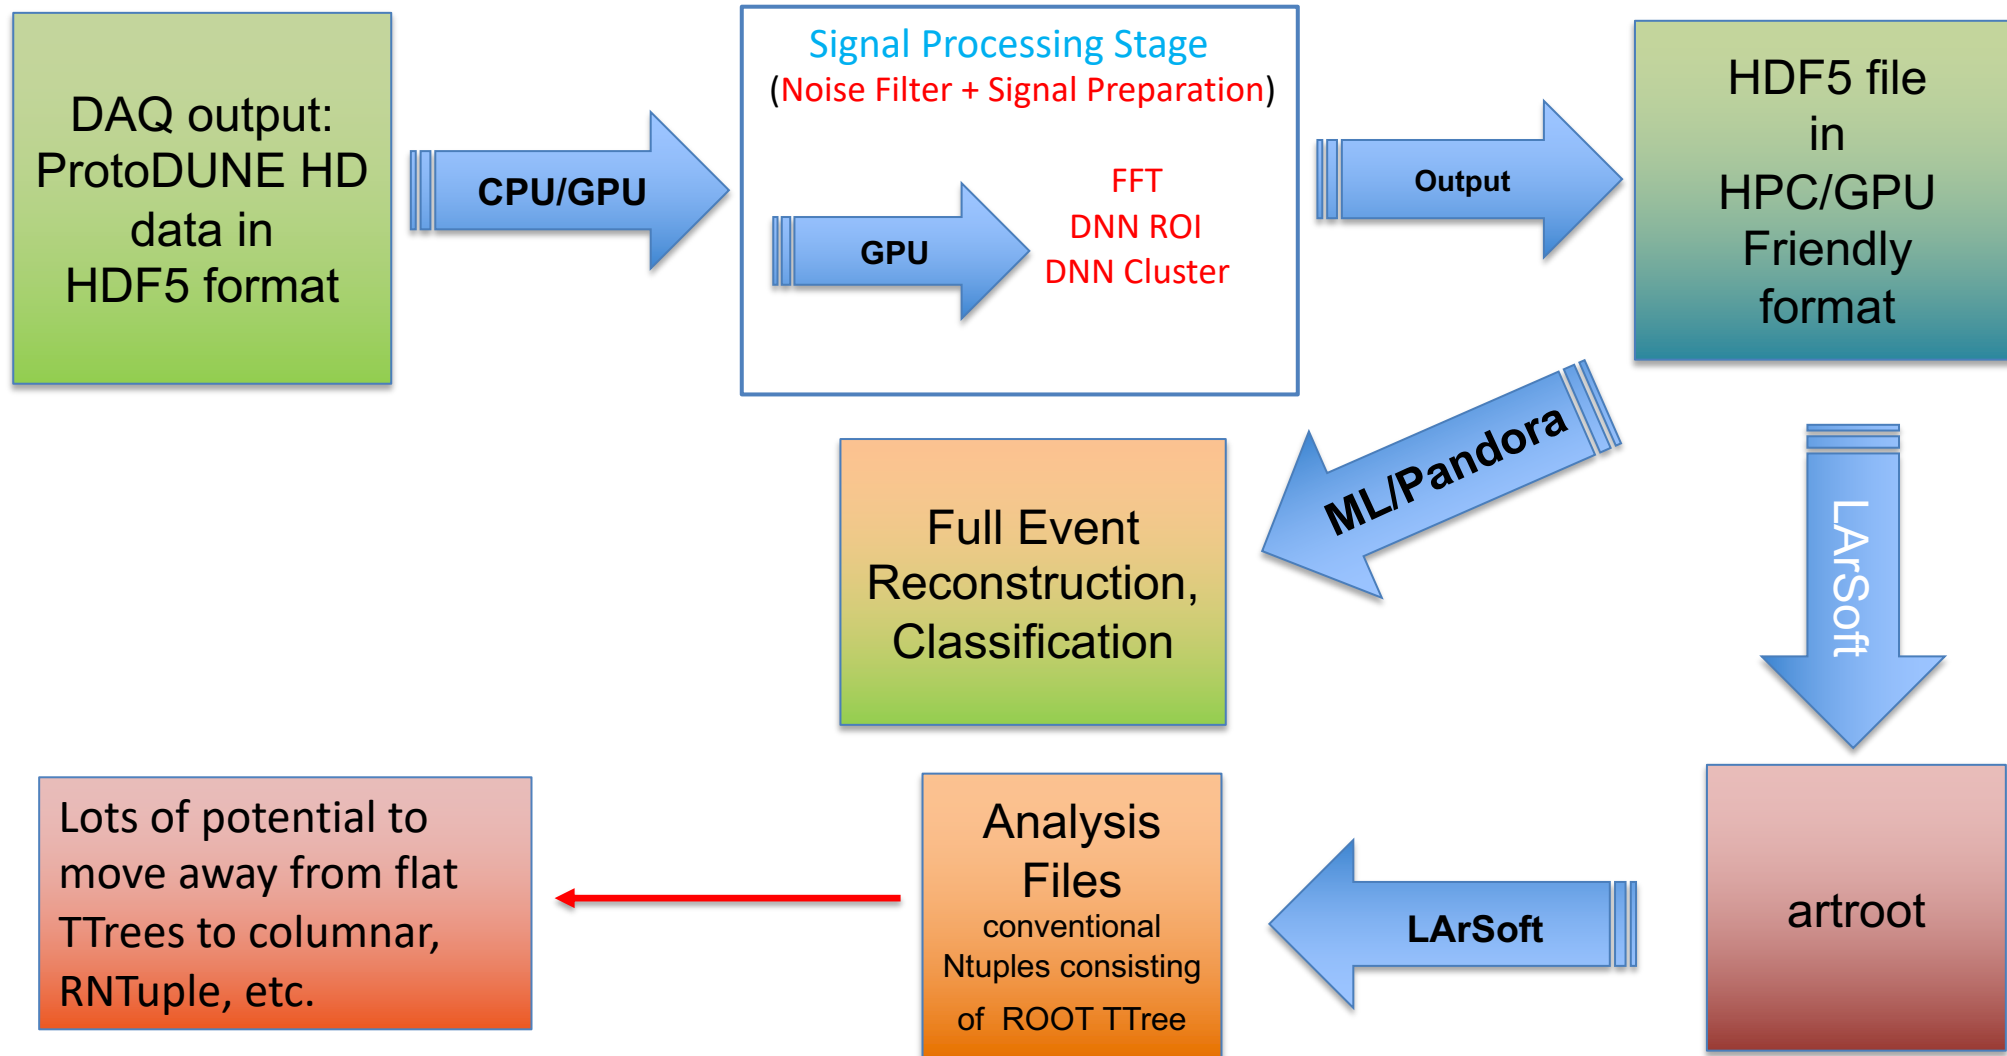 DAQ output:
ProtoDUNE HD
data in
HDF5 format
CPU/GPU
Signal Processing Stage
(Noise Filter + Signal Preparation)
GPU
FFT
DNN ROI
DNN Cluster
Output
HDF5 file
in
HPC/GPU
Friendly
format
ML/Pandora
Full Event
Reconstruction,
Classification
LArSoft
artroot
LArSoft
Analysis
Files
conventional
Ntuples consisting
of ROOT TTree
Lots of potential to
move away from flat
TTrees to columnar,
RNTuple, etc.